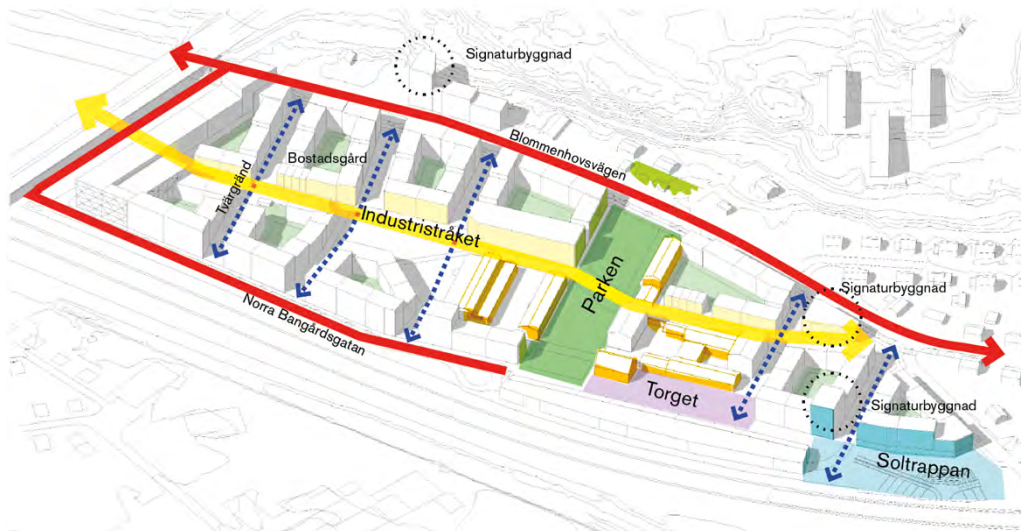 Signaturbyggnad
Blommenhovsvägen
Bostadsgård
Tvärgränd
Industristråket
Parken
Signaturbyggnad
Norra Bangårdsgatan
Torget
Signaturbyggnad
Soltrappan